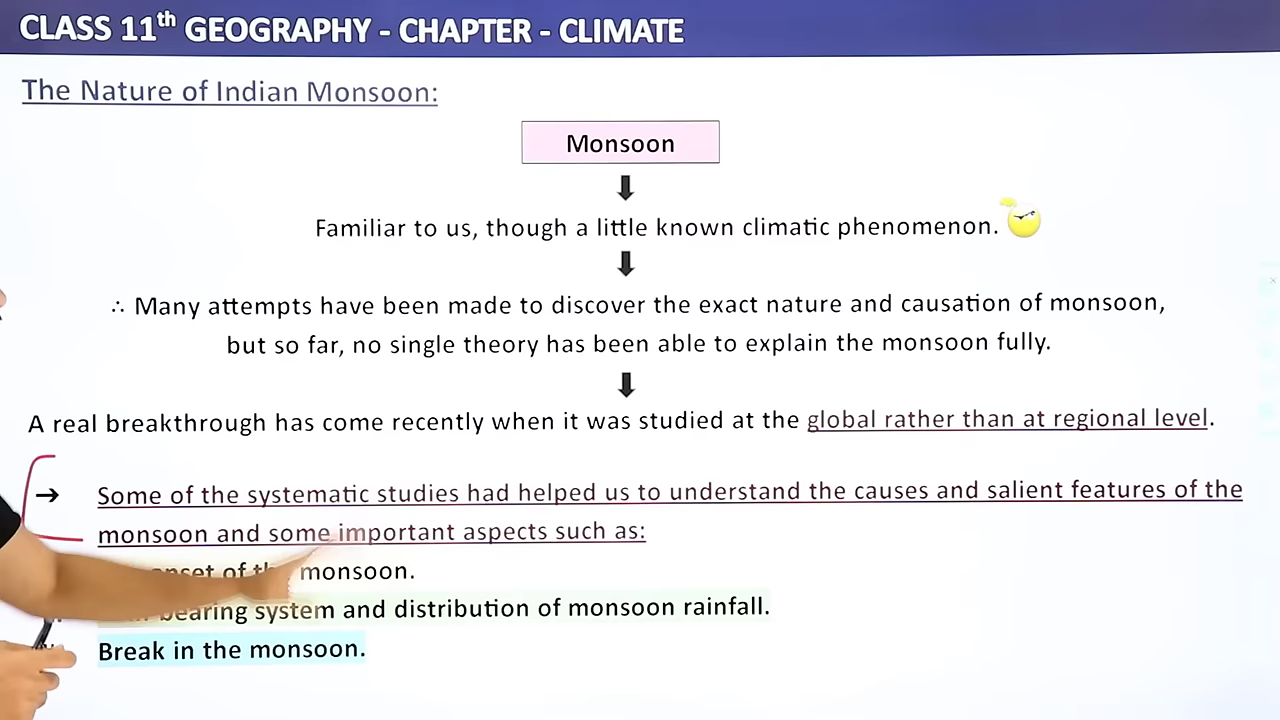 CLASS 11th GEOGRAPHY - CHAPTER - CLIMATE
The Nature of Indian Monsoon:
Monsoon
Familiar to us, though a little known climatic phenomenon.
∴ Many attempts have been made to discover the exact nature and causation of monsoon,
but so far, no single theory has been able to explain the monsoon fully.
A real breakthrough has come recently when it was studied at the global rather than at regional level.
→ Some of the systematic studies had helped us to understand the causes and salient features of the
monsoon and some important aspects such as:
onset of monsoon.
bearing system and distribution of monsoon rainfall.
Break in the monsoon.